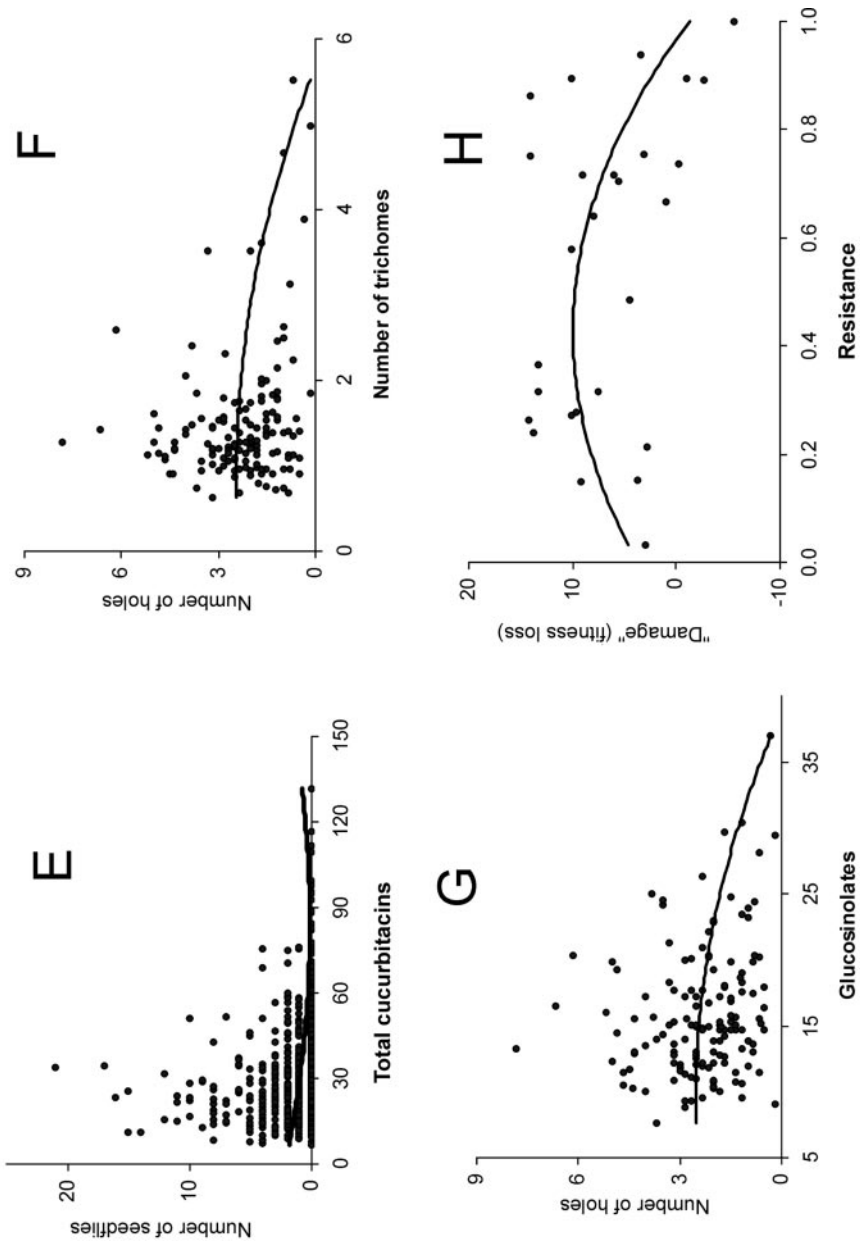 E
Number of seedflies
20
10
0
0
30
60
90
120
150
Total cucurbitacins
F
Number of holes
9
6
3
0
0
2
4
6
Number of trichomes
G
Number of holes
9
6
3
0
5
15
25
35
Glucosinolates
H
"Damage" (fitness loss)
20
10
0
-10
0.0
0.2
0.4
0.6
0.8
1.0
Resistance